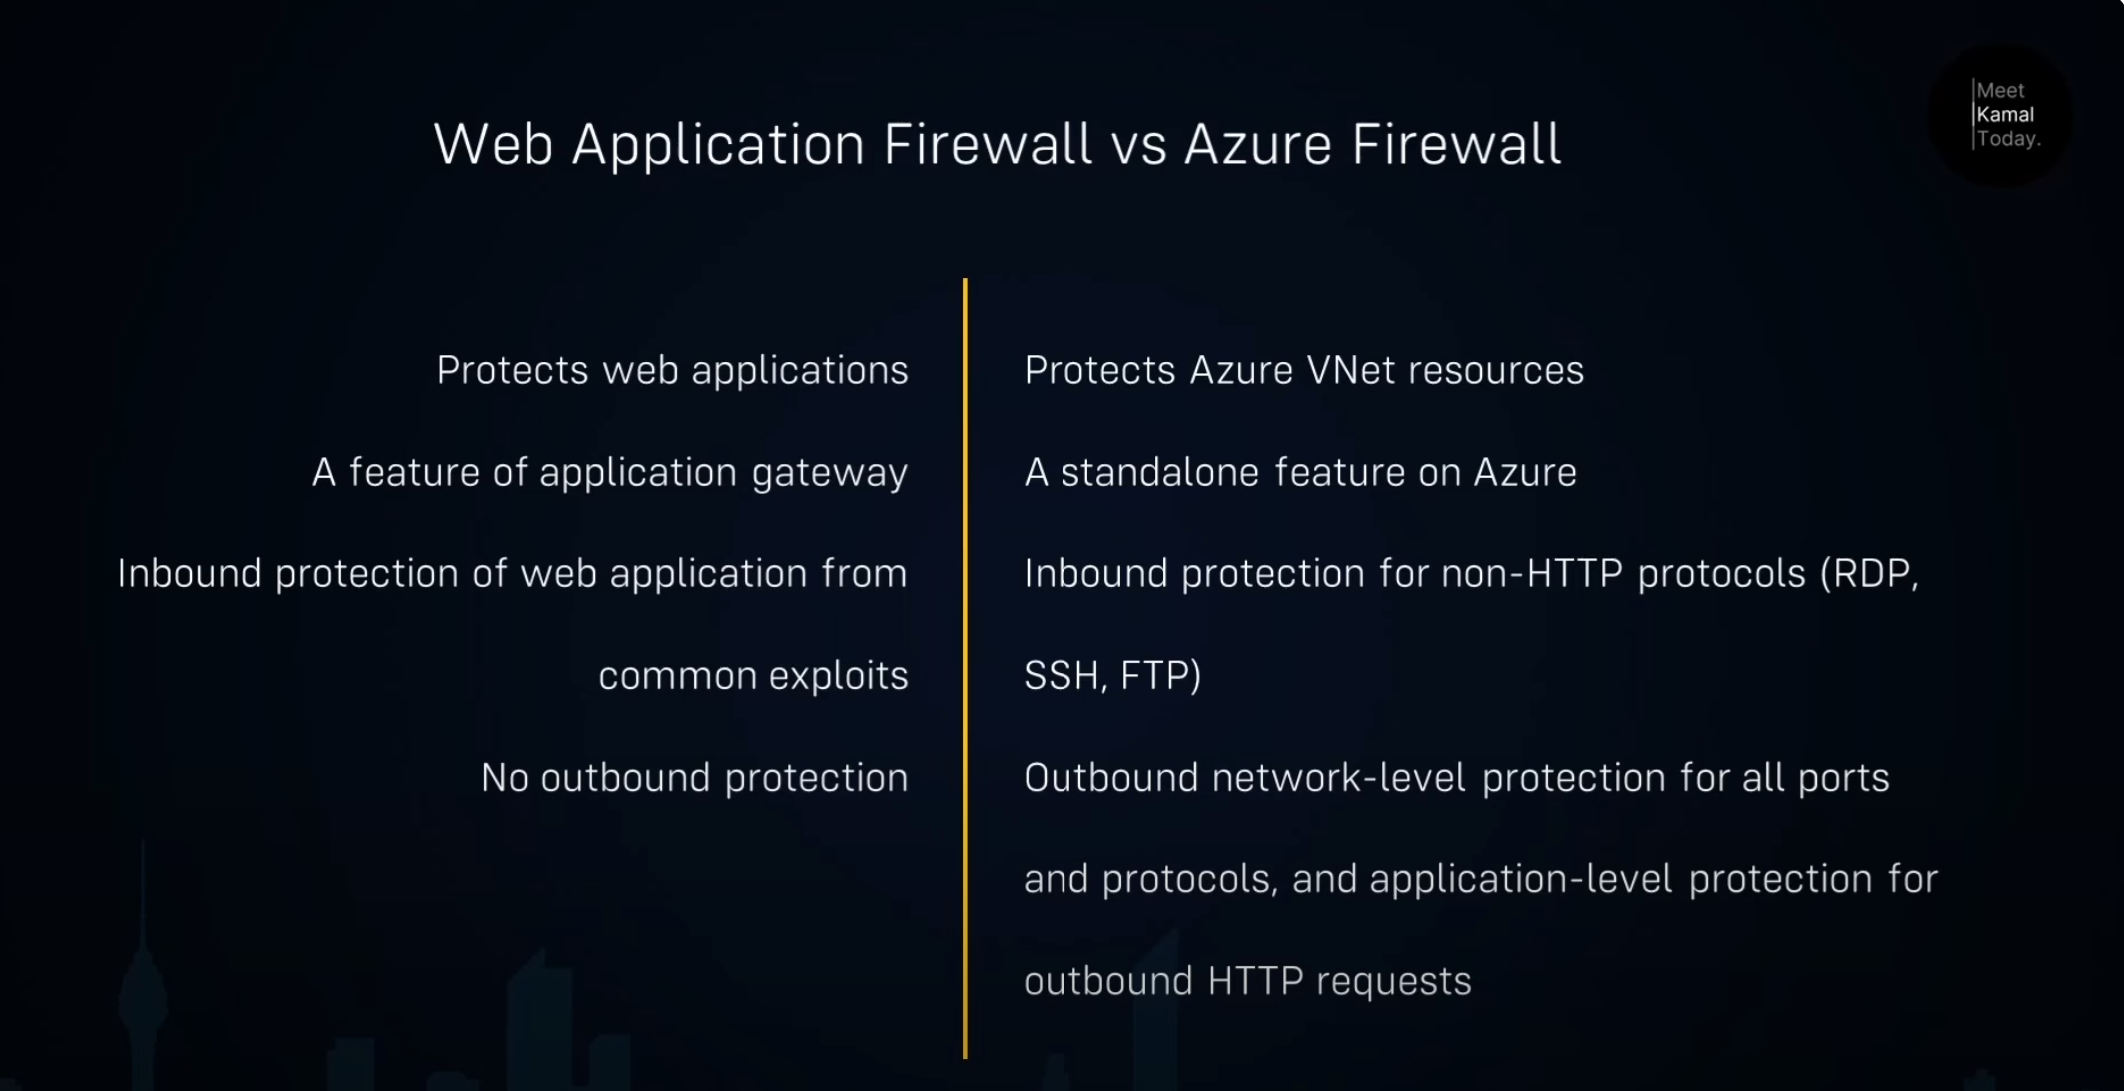 Meet
Kamal
Today.
Web Application Firewall vs Azure Firewall
Protects web applications
A feature of application gateway
Inbound protection of web application from
common exploits
No outbound protection
Protects Azure VNet resources
A standalone feature on Azure
Inbound protection for non-HTTP protocols (RDP,
SSH, FTP)
Outbound network-level protection for all ports
and protocols, and application-level protection for
outbound HTTP requests